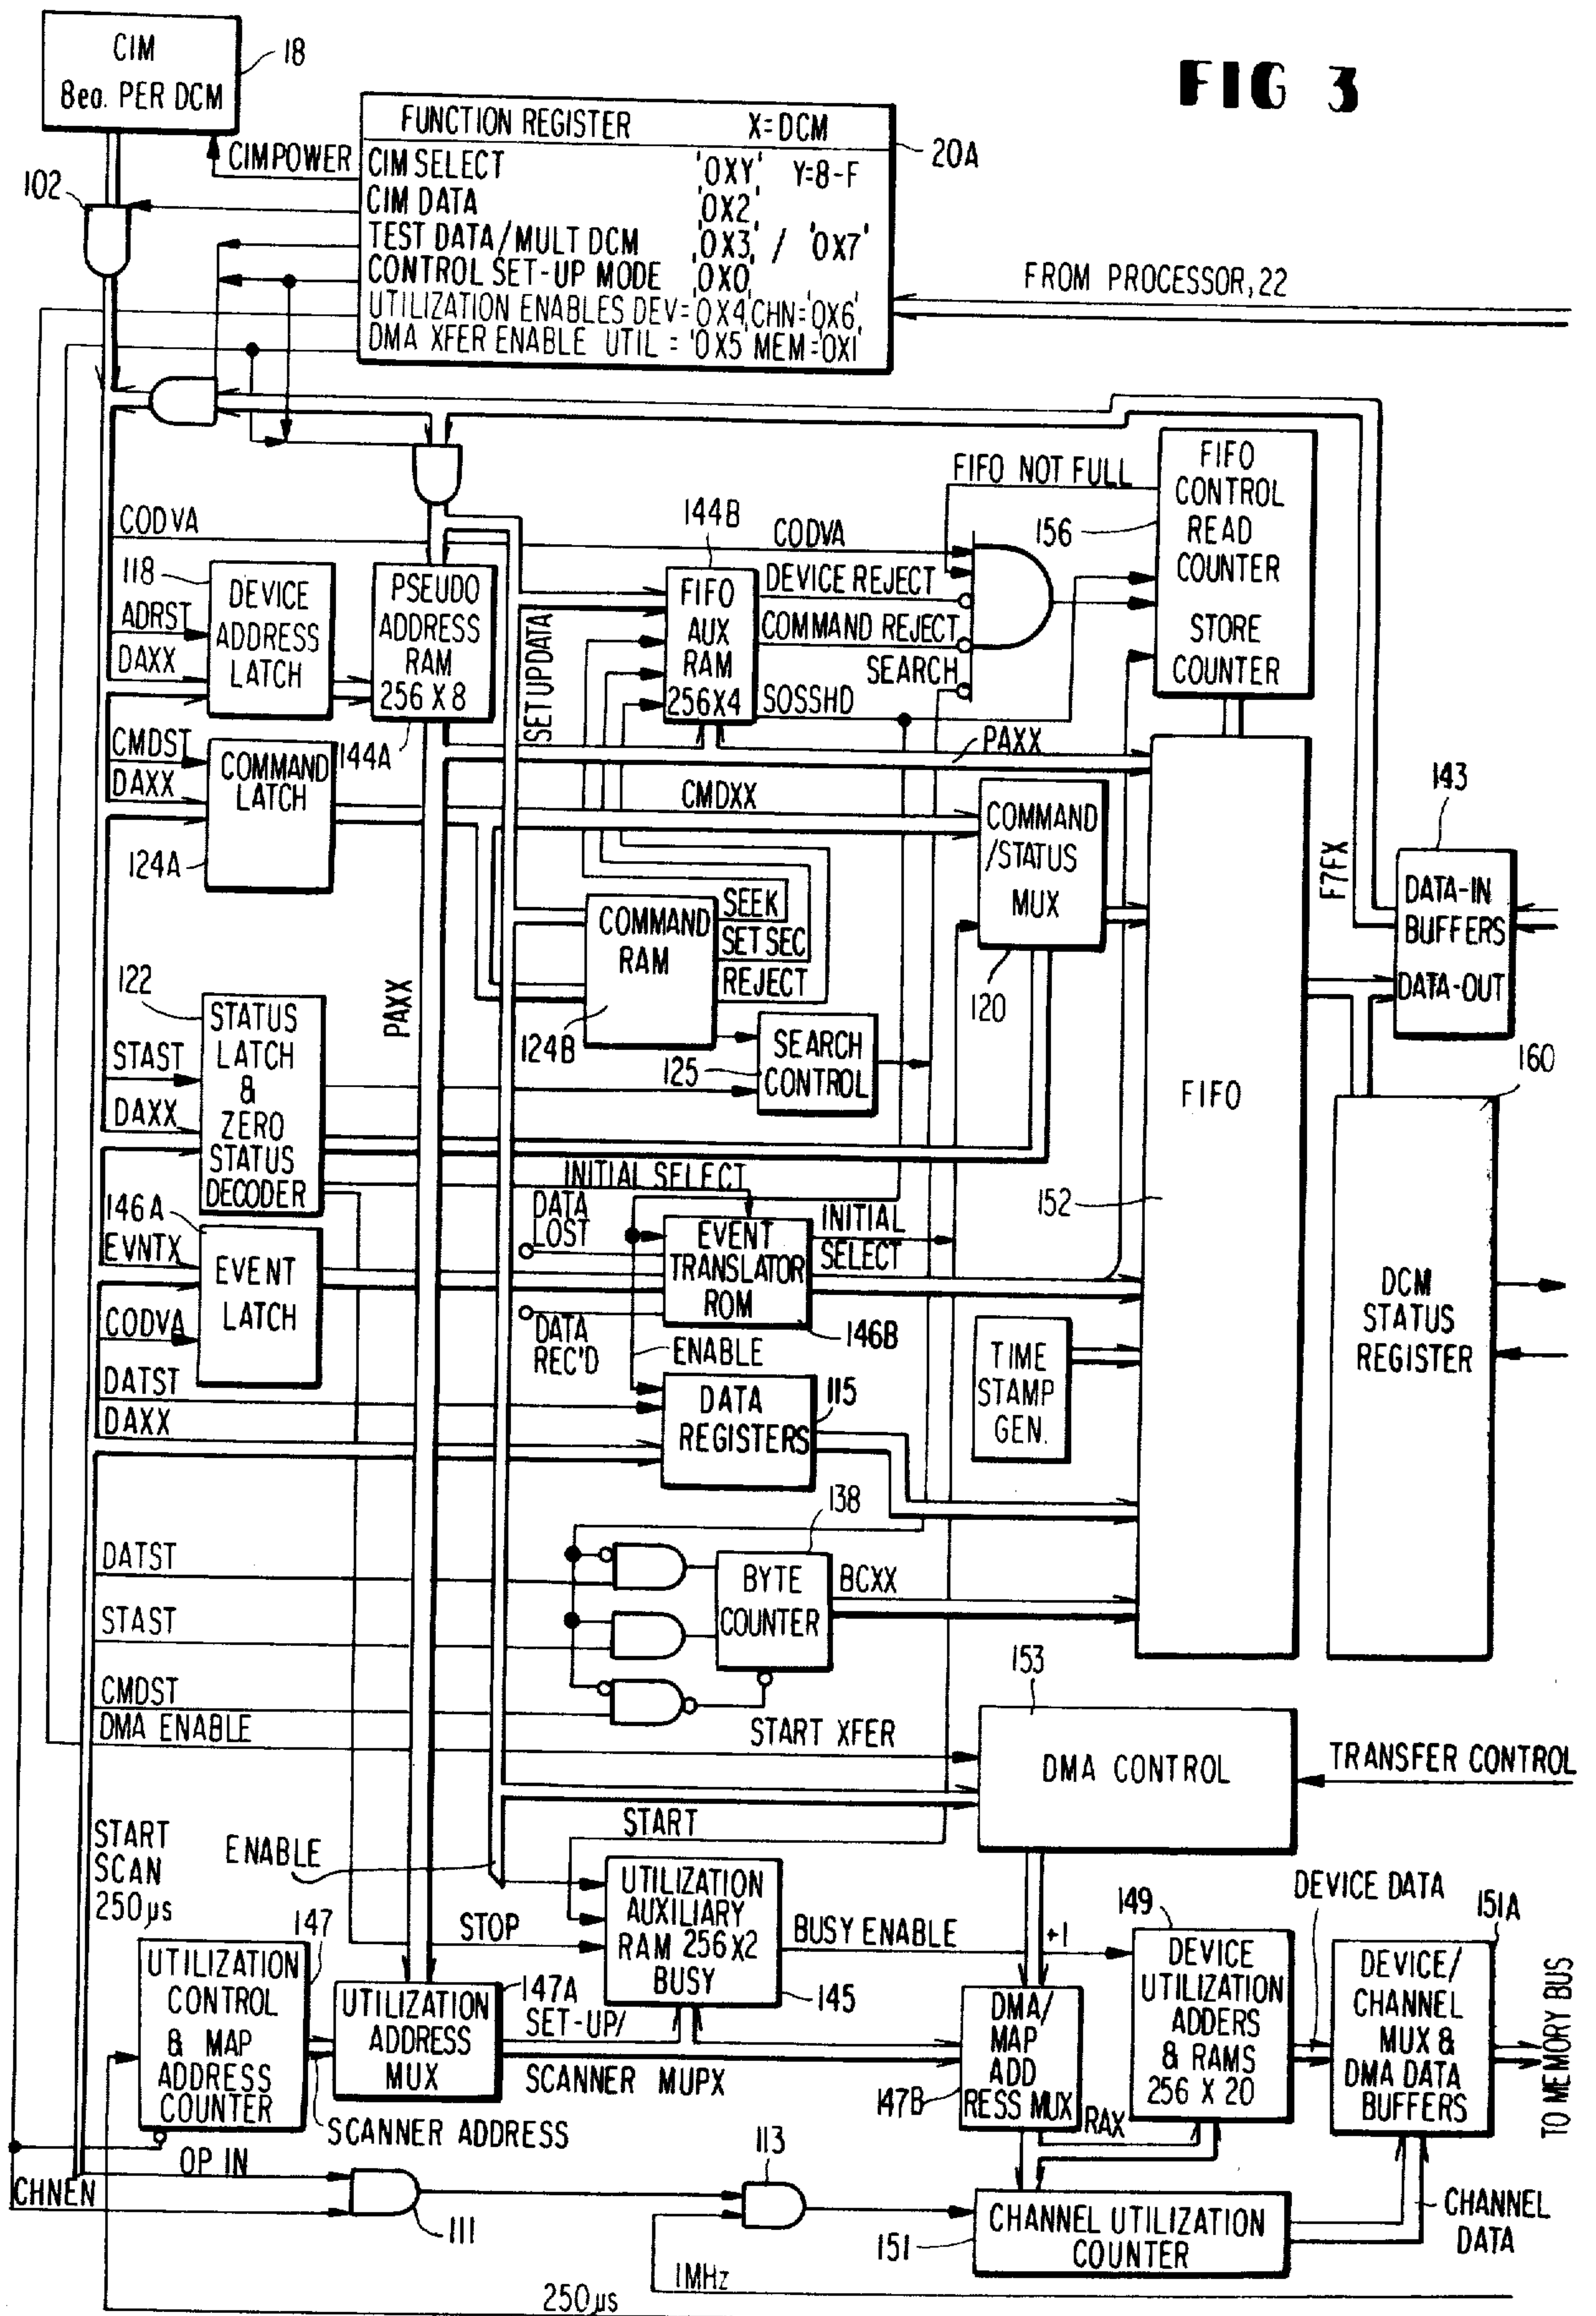 FIG 3
CIM
8ea. PER DCM
18
FUNCTION REGISTER X=DCM
CIM SELECT '0XY' Y=8-F
CIM DATA '0X2'
TEST DATA/MULT DCM '0X3' / '0X7'
CONTROL SET-UP MODE '0X0'
UTILIZATION ENABLES DEV='0X4' CHN='0X6'
DMA XFER ENABLE UTIL = '0X5 MEM='0X1'
20A
CIMPOWER
102
FROM PROCESSOR, 22
FIFO NOT FULL
FIFO
CONTROL
READ
COUNTER
STORE
COUNTER
156
CODVA
144B
CODVA
118
DEVICE
ADDRESS
LATCH
ADRST
DAXX
PSEUDO
ADDRESS
RAM
256 X 8
144A
SET UP DATA
FIFO
AUX
RAM
256X4
DEVICE REJECT
COMMAND REJECT
SEARCH
SOSSHD
PAXX
CMDST
DAXX
COMMAND
LATCH
124A
CMDXX
COMMAND
/STATUS
MUX
120
F7FX
143
DATA-IN
BUFFERS
DATA-OUT
COMMAND
RAM
124B
SEEK
SET SEC
REJECT
SEARCH
CONTROL
125
PAXX
122
STATUS
LATCH
&
ZERO
STATUS
DECODER
STAST
DAXX
FIFO
152
160
DCM
STATUS
REGISTER
INITIAL SELECT
146A
EVNTX
EVENT
LATCH
CODVA
DATA
LOST
EVENT
TRANSLATOR
ROM
146B
INITIAL
SELECT
DATA
REC'D
ENABLE
TIME
STAMP
GEN.
DATST
DAXX
DATA
REGISTERS
115
138
DATST
BYTE
COUNTER
BCXX
STAST
CMDST
DMA ENABLE
START XFER
153
DMA CONTROL
TRANSFER CONTROL
START
SCAN
250µs
ENABLE
START
UTILIZATION
AUXILIARY
RAM 256X2
BUSY
145
STOP
BUSY ENABLE
+1
149
DEVICE DATA
151A
147
UTILIZATION
CONTROL
& MAP
ADDRESS
COUNTER
UTILIZATION
ADDRESS
MUX
147A
SET-UP/
SCANNER MUPX
DMA/
MAP
ADD
RESS MUX
147B
DEVICE
UTILIZATION
ADDERS
& RAMS
256 X 20
DEVICE/
CHANNEL
MUX &
DMA DATA
BUFFERS
TO MEMORY BUS
SCANNER ADDRESS
RAX
OP IN
CHNEN
111
113
CHANNEL UTILIZATION
COUNTER
151
CHANNEL
DATA
1MHz
250µs